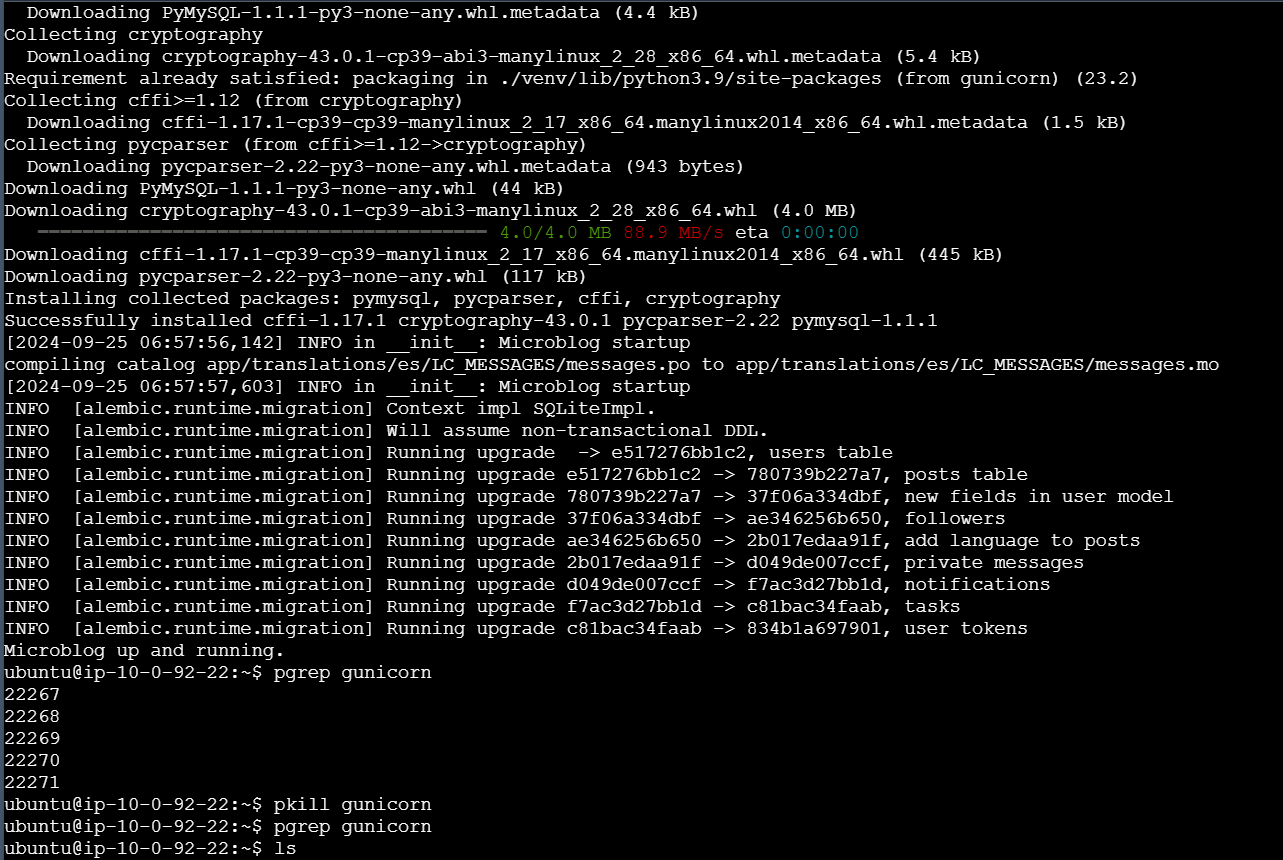 Downloading PyMySQL-1.1.1-py3-none-any.whl.metadata (4.4 kB)
Collecting cryptography
Downloading cryptography-43.0.1-cp39-abi3-manylinux_2_28_x86_64.whl.metadata (5.4 kB)
Requirement already satisfied: packaging in ./venv/lib/python3.9/site-packages (from gunicorn) (23.2)
Collecting cffi>=1.12 (from cryptography)
Downloading cffi-1.17.1-cp39-cp39-manylinux_2_17_x86_64.manylinux2014_x86_64.whl.metadata (1.5 kB)
Collecting pycparser (from cffi>=1.12->cryptography)
Downloading pycparser-2.22-py3-none-any.whl.metadata (943 bytes)
Downloading PyMySQL-1.1.1-py3-none-any.whl (44 kB)
Downloading cryptography-43.0.1-cp39-abi3-manylinux_2_28_x86_64.whl (4.0 MB)
4.0/4.0 MB 88.9 MB/s eta 0:00:00
Downloading cffi-1.17.1-cp39-cp39-manylinux_2_17_x86_64.manylinux2014_x86_64.whl (445 kB)
Downloading pycparser-2.22-py3-none-any.whl (117 kB)
Installing collected packages: pymysql, pycparser, cffi, cryptography
Successfully installed cffi-1.17.1 cryptography-43.0.1 pycparser-2.22 pymysql-1.1.1
[2024-09-25 06:57:56,142] INFO in __init__: Microblog startup
compiling catalog app/translations/es/LC_MESSAGES/messages.po to app/translations/es/LC_MESSAGES/messages.mo
[2024-09-25 06:57:57,603] INFO in __init__: Microblog startup
INFO  [alembic.runtime.migration] Context impl SQLiteImpl.
INFO  [alembic.runtime.migration] Will assume non-transactional DDL.
INFO  [alembic.runtime.migration] Running upgrade  -> e517276bb1c2, users table
INFO  [alembic.runtime.migration] Running upgrade e517276bb1c2 -> 780739b227a7, posts table
INFO  [alembic.runtime.migration] Running upgrade 780739b227a7 -> 37f06a334dbf, new fields in user model
INFO  [alembic.runtime.migration] Running upgrade 37f06a334dbf -> ae346256b650, followers
INFO  [alembic.runtime.migration] Running upgrade ae346256b650 -> 2b017edaa91f, add language to posts
INFO  [alembic.runtime.migration] Running upgrade 2b017edaa91f -> d049de007ccf, private messages
INFO  [alembic.runtime.migration] Running upgrade d049de007ccf -> f7ac3d27bb1d, notifications
INFO  [alembic.runtime.migration] Running upgrade f7ac3d27bb1d -> c81bac34faab, tasks
INFO  [alembic.runtime.migration] Running upgrade c81bac34faab -> 834b1a697901, user tokens
Microblog up and running.
ubuntu@ip-10-0-92-22:~$ pgrep gunicorn
22267
22268
22269
22270
22271
ubuntu@ip-10-0-92-22:~$ pkill gunicorn
ubuntu@ip-10-0-92-22:~$ pgrep gunicorn
ubuntu@ip-10-0-92-22:~$ ls